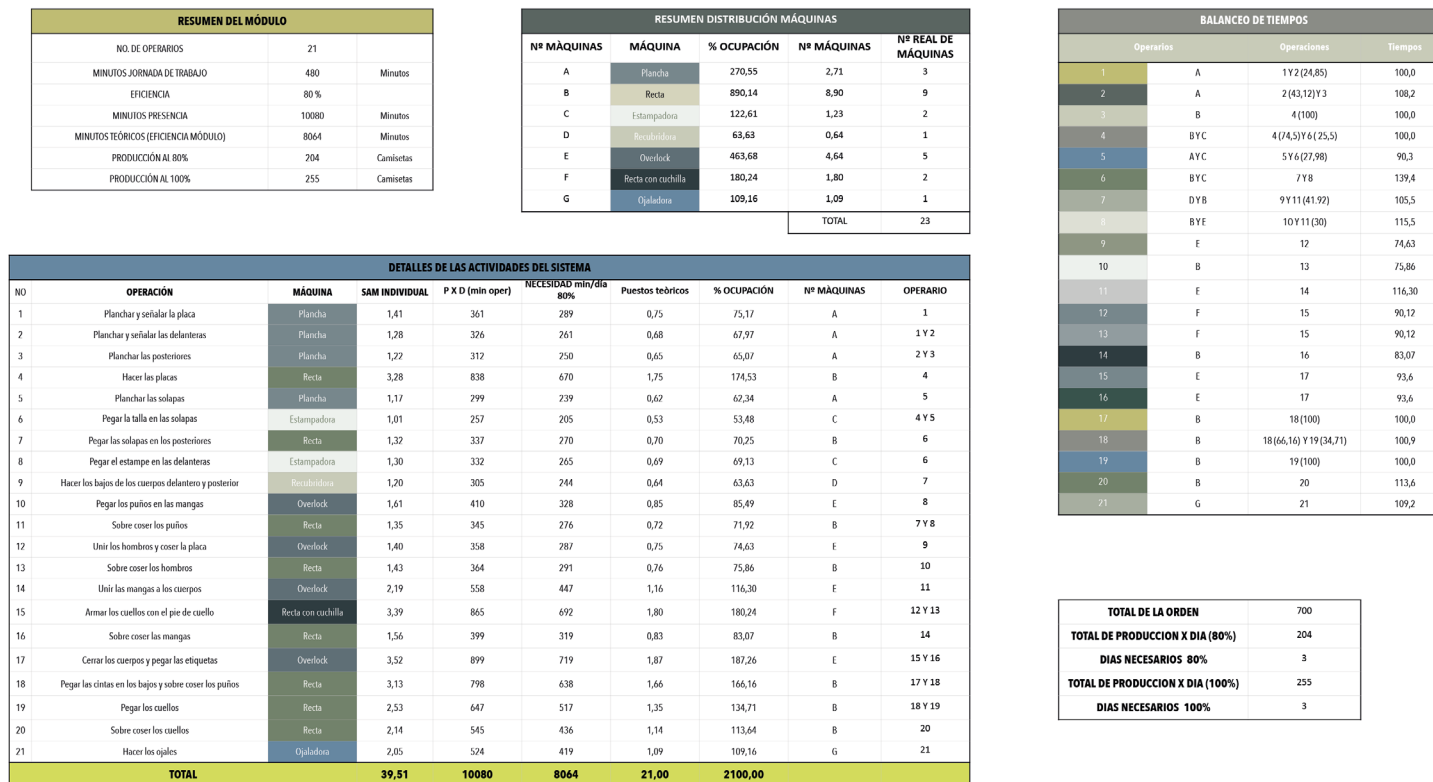 RESUMEN DEL MÓDULO
NO. DE OPERARIOS 21
MINUTOS JORNADA DE TRABAJO 480 Minutos
EFICIENCIA 80 %
MINUTOS PRESENCIA 10080 Minutos
MINUTOS TEÓRICOS (EFICIENCIA MÓDULO) 8064 Minutos
PRODUCCIÓN AL 80% 204 Camisetas
PRODUCCIÓN AL 100% 255 Camisetas
RESUMEN DISTRIBUCIÓN MÁQUINAS
Nº MÀQUINAS MÁQUINA % OCUPACIÓN Nº MÁQUINAS Nº REAL DE MÁQUINAS
A Plancha 270,55 2,71 3
B Recta 890,14 8,90 9
C Estampadora 122,61 1,23 2
D Recubridora 63,63 0,64 1
E Overlock 463,68 4,64 5
F Recta con cuchilla 180,24 1,80 2
G Ojaladora 109,16 1,09 1
TOTAL 23
BALANCEO DE TIEMPOS
Operarios Operaciones Tiempos
1 A 1 Y 2 (24,85) 100,0
2 A 2 (43,12) Y 3 108,2
3 B 4 (100) 100,0
4 B Y C 4 (74,5) Y 6 ( 25,5) 100,0
5 A Y C 5 Y 6 (27,98) 90,3
6 B Y C 7 Y 8 139,4
7 D Y B 9 Y 11 (41.92) 105,5
8 B Y E 10 Y 11 (30) 115,5
9 E 12 74,63
10 B 13 75,86
11 E 14 116,30
12 F 15 90,12
13 F 15 90,12
14 B 16 83,07
15 E 17 93,6
16 E 17 93,6
17 B 18 (100) 100,0
18 B 18 (66,16) Y 19 (34,71) 100,9
19 B 19 (100) 100,0
20 B 20 113,6
21 G 21 109,2
DETALLES DE LAS ACTIVIDADES DEL SISTEMA
NO OPERACIÓN MÁQUINA SAM INDIVIDUAL P X D (min oper) NECESIDAD min/día 80% Puestos teòricos % OCUPACIÓN Nº MÀQUINAS OPERARIO
1 Planchar y señalar la placa Plancha 1,41 361 289 0,75 75,17 A 1
2 Planchar y señalar las delanteras Plancha 1,28 326 261 0,68 67,97 A 1 Y 2
3 Planchar las posteriores Plancha 1,22 312 250 0,65 65,07 A 2 Y 3
4 Hacer las placas Recta 3,28 838 670 1,75 174,53 B 4
5 Planchar las solapas Plancha 1,17 299 239 0,62 62,34 A 5
6 Pegar la talla en las solapas Estampadora 1,01 257 205 0,53 53,48 C 4 Y 5
7 Pegar las solapas en los posteriores Recta 1,32 337 270 0,70 70,25 B 6
8 Pegar el estampe en las delanteras Estampadora 1,30 332 265 0,69 69,13 C 6
9 Hacer los bajos de los cuerpos delantero y posterior Recubridora 1,20 305 244 0,64 63,63 D 7
10 Pegar los puños en las mangas Overlock 1,61 410 328 0,85 85,49 E 8
11 Sobre coser los puños Recta 1,35 345 276 0,72 71,92 B 7 Y 8
12 Unir los hombros y coser la placa Overlock 1,40 358 287 0,75 74,63 E 9
13 Sobre coser los hombros Recta 1,43 364 291 0,76 75,86 B 10
14 Unir las mangas a los cuerpos Overlock 2,19 558 447 1,16 116,30 E 11
15 Armar los cuellos con el pie de cuello Recta con cuchilla 3,39 865 692 1,80 180,24 F 12 Y 13
16 Sobre coser las mangas Recta 1,56 399 319 0,83 83,07 B 14
17 Cerrar los cuerpos y pegar las etiquetas Overlock 3,52 899 719 1,87 187,26 E 15 Y 16
18 Pegar las cintas en los bajos y sobre coser los puños Recta 3,13 798 638 1,66 166,16 B 17 Y 18
19 Pegar los cuellos Recta 2,53 647 517 1,35 134,71 B 18 Y 19
20 Sobre coser los cuellos Recta 2,14 545 436 1,14 113,64 B 20
21 Hacer los ojales Ojaladora 2,05 524 419 1,09 109,16 G 21
TOTAL 39,51 10080 8064 21,00 2100,00
TOTAL DE LA ORDEN 700
TOTAL DE PRODUCCION X DIA (80%) 204
DIAS NECESARIOS 80% 3
TOTAL DE PRODUCCION X DIA (100%) 255
DIAS NECESARIOS 100% 3